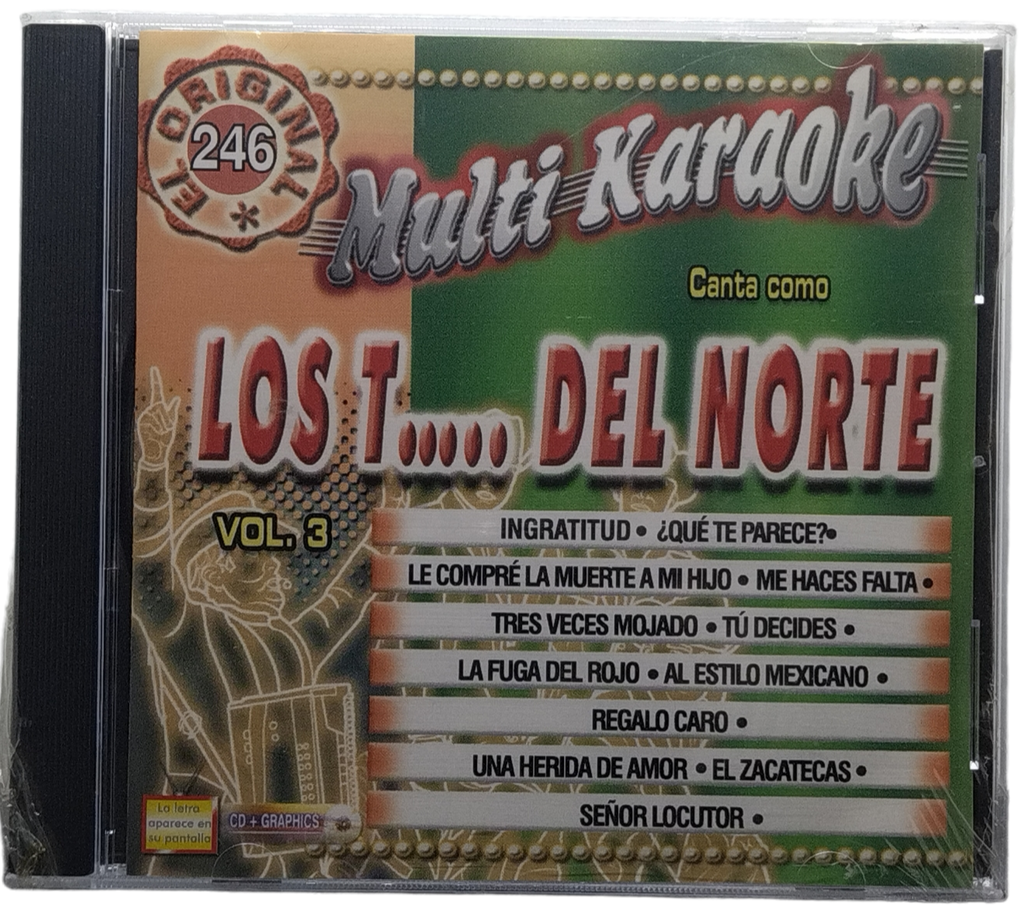 EL ORIGINAL *
246
Multi Karaoke
Canta como
LOS T..... DEL NORTE
VOL. 3
INGRATITUD • ¿QUÉ TE PARECE?•
LE COMPRÉ LA MUERTE A MI HIJO • ME HACES FALTA •
TRES VECES MOJADO • TÚ DECIDES •
LA FUGA DEL ROJO • AL ESTILO MEXICANO •
REGALO CARO •
UNA HERIDA DE AMOR • EL ZACATECAS •
SEÑOR LOCUTOR •
La letra
aparece en
su pantalla
CD + GRAPHICS